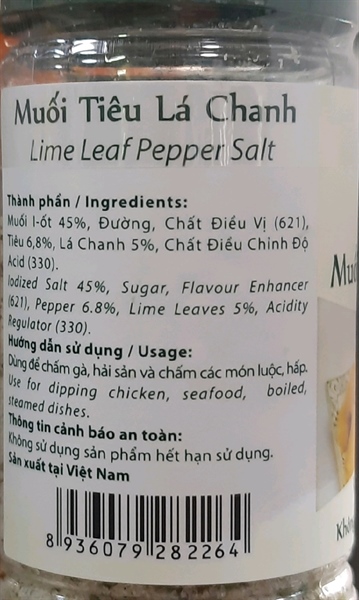 Muối Tiêu Lá Chanh
Lime Leaf Pepper Salt
Thành phần / Ingredients:
Muối I-ốt 45%, Đường, Chất Điều Vị (621),
Tiêu 6,8%, Lá Chanh 5%, Chất Điều Chỉnh Độ
Acid (330).
Iodized Salt 45%, Sugar, Flavour Enhancer
(621), Pepper 6.8%, Lime Leaves 5%, Acidity
Regulator (330).
Hướng dẫn sử dụng / Usage:
Dùng để chấm gà, hải sản và chấm các món luộc, hấp.
Use for dipping chicken, seafood, boiled,
steamed dishes.
Thông tin cảnh báo an toàn:
Không sử dụng sản phẩm hết hạn sử dụng.
Sản xuất tại Việt Nam
8 936079 282264